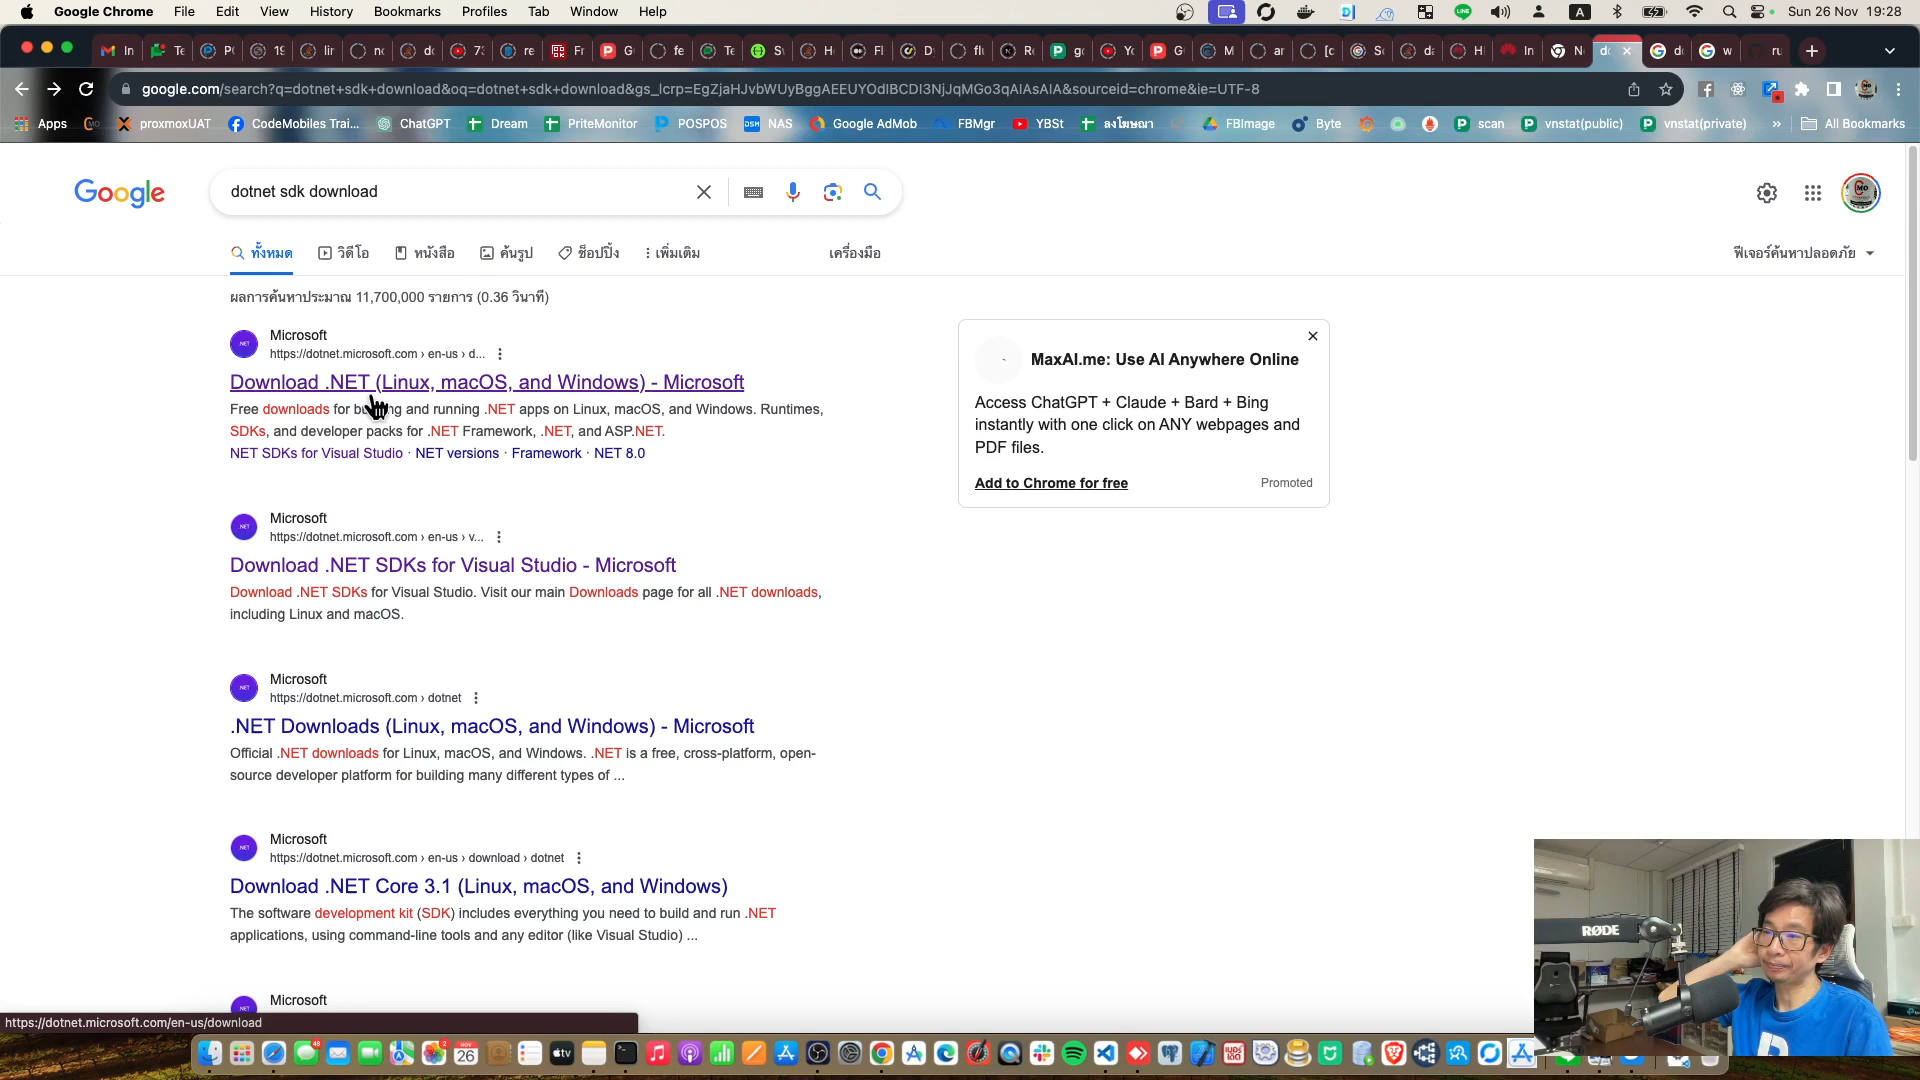 Google Chrome File Edit View History Bookmarks Profiles Tab Window Help
Sun 26 Nov 19:28
google.com/search?q=dotnet+sdk+download&oq=dotnet+sdk+download&gs_lcrp=EgZjaHJvbWUyBggAEEUYOdIBCDI3NjJqMGo3qAIAsAIA&sourceid=chrome&ie=UTF-8
Apps proxmoxUAT CodeMobiles Trai... ChatGPT Dream PriteMonitor POSPOS NAS Google AdMob FBMgr YBSt ลงโฆษณา FBImage Byte scan vnstat(public) vnstat(private) » All Bookmarks
Google
dotnet sdk download
ทั้งหมด วิดีโอ หนังสือ ค้นรูป ช็อปปิ้ง เพิ่มเติม เครื่องมือ ฟีเจอร์ค้นหาปลอดภัย
ผลการค้นหาประมาณ 11,700,000 รายการ (0.36 วินาที)
Microsoft
https://dotnet.microsoft.com › en-us › d...
Download .NET (Linux, macOS, and Windows) - Microsoft
Free downloads for building and running .NET apps on Linux, macOS, and Windows. Runtimes,
SDKs, and developer packs for .NET Framework, .NET, and ASP.NET.
NET SDKs for Visual Studio · NET versions · Framework · NET 8.0
MaxAI.me: Use AI Anywhere Online
Access ChatGPT + Claude + Bard + Bing
instantly with one click on ANY webpages and
PDF files.
Add to Chrome for free Promoted
Microsoft
https://dotnet.microsoft.com › en-us › v...
Download .NET SDKs for Visual Studio - Microsoft
Download .NET SDKs for Visual Studio. Visit our main Downloads page for all .NET downloads,
including Linux and macOS.
Microsoft
https://dotnet.microsoft.com › dotnet
.NET Downloads (Linux, macOS, and Windows) - Microsoft
Official .NET downloads for Linux, macOS, and Windows. .NET is a free, cross-platform, open-
source developer platform for building many different types of ...
Microsoft
https://dotnet.microsoft.com › en-us › download › dotnet
Download .NET Core 3.1 (Linux, macOS, and Windows)
The software development kit (SDK) includes everything you need to build and run .NET
applications, using command-line tools and any editor (like Visual Studio) ...
Microsoft
https://dotnet.microsoft.com/en-us/download
RØDE